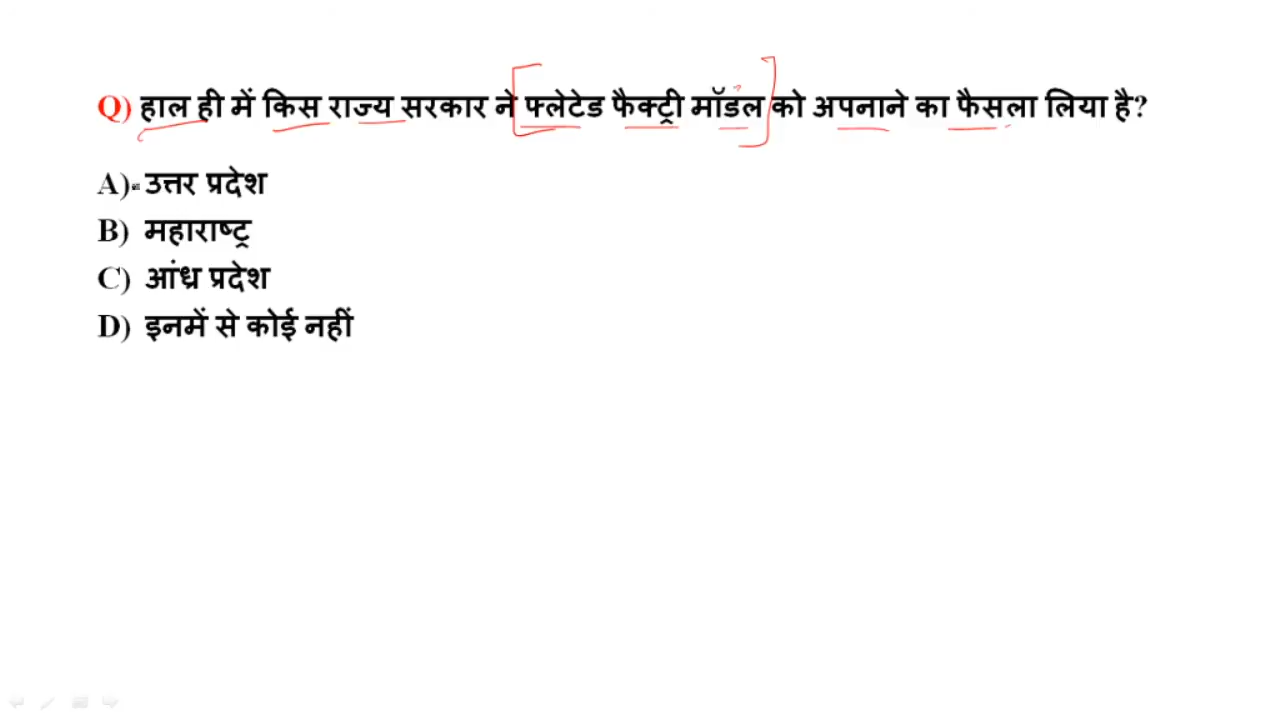 Q) हाल ही में किस राज्य सरकार ने फ्लेटेड फैक्ट्री मॉडल को अपनाने का फैसला लिया है?
A) उत्तर प्रदेश
B) महाराष्ट्र
C) आंध्र प्रदेश
D) इनमें से कोई नहीं